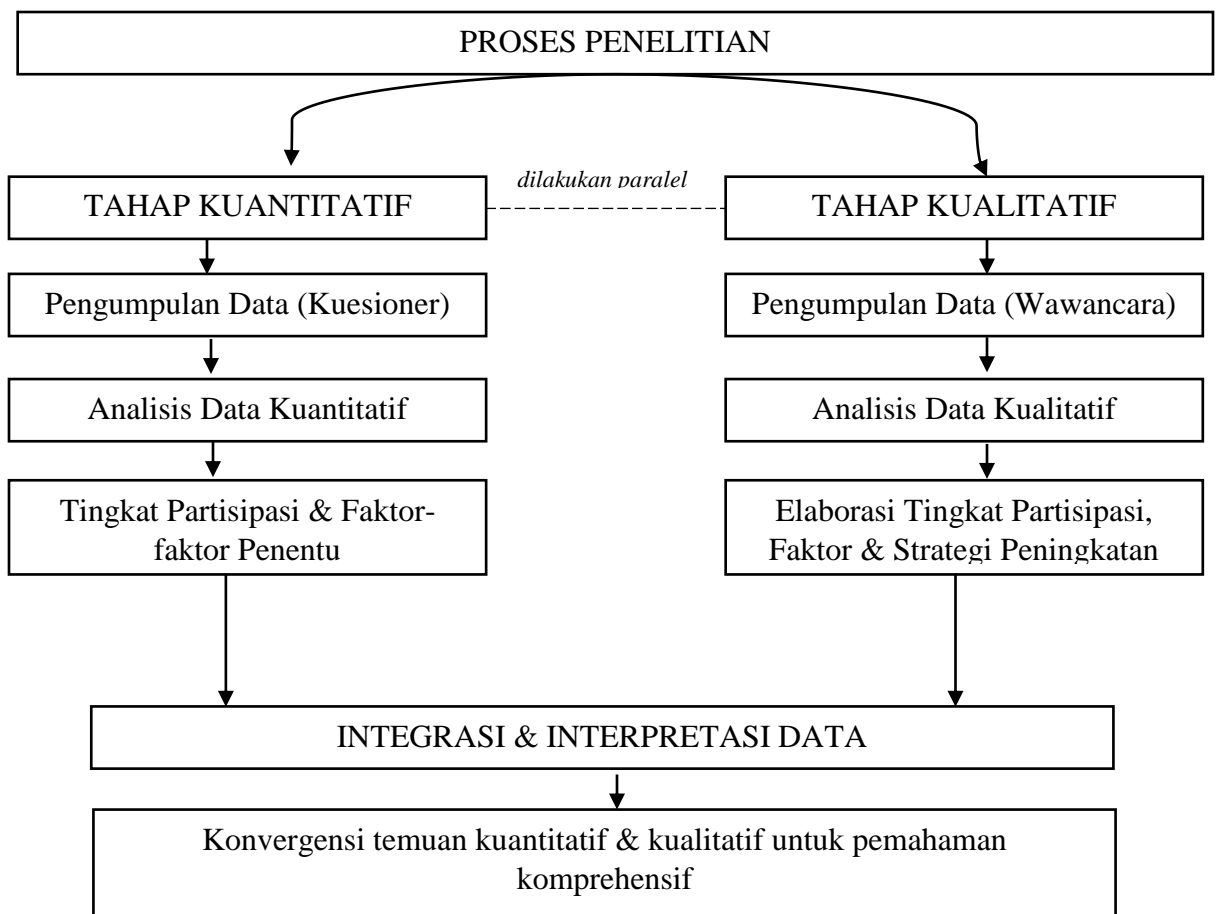 PROSES PENELITIAN
dilakukan paralel
TAHAP KUANTITATIF
TAHAP KUALITATIF
Pengumpulan Data (Kuesioner)
Pengumpulan Data (Wawancara)
Analisis Data Kuantitatif
Analisis Data Kualitatif
Tingkat Partisipasi & Faktor-
faktor Penentu
Elaborasi Tingkat Partisipasi,
Faktor & Strategi Peningkatan
INTEGRASI & INTERPRETASI DATA
Konvergensi temuan kuantitatif & kualitatif untuk pemahaman
komprehensif